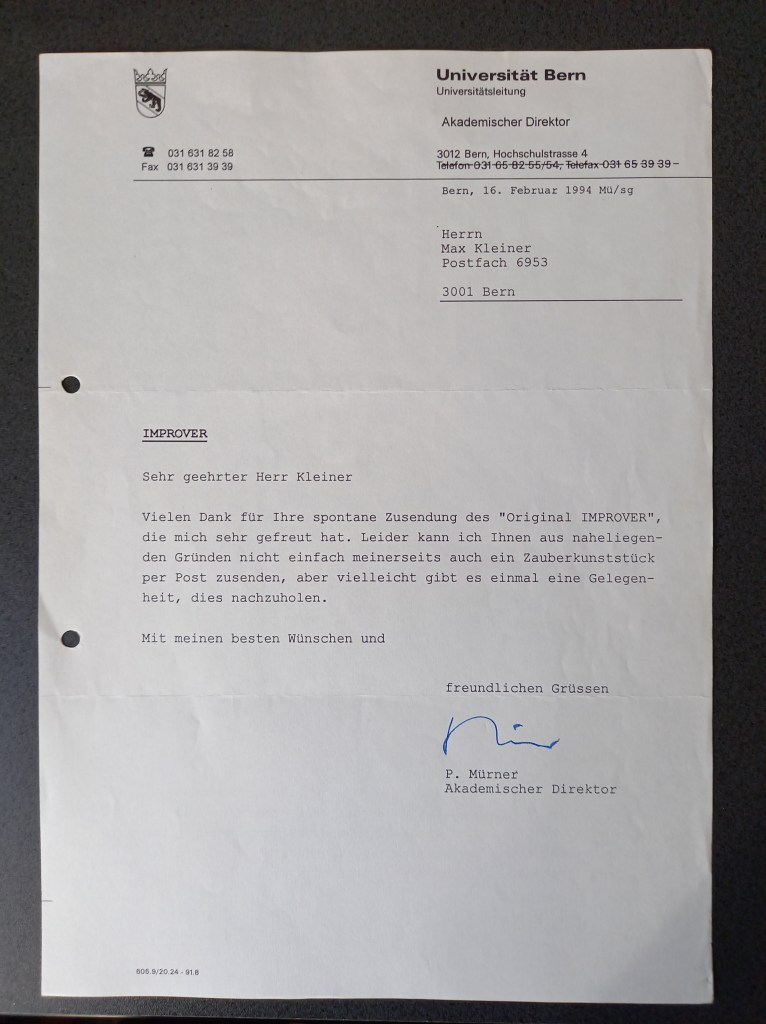 Universität Bern
Universitätsleitung
Akademischer Direktor
☎ 031 631 82 58
Fax 031 631 39 39
3012 Bern, Hochschulstrasse 4
Telefon 031 65 82 55/54, Telefax 031 65 39 39
Bern, 16. Februar 1994 Mü/sg
Herrn
Max Kleiner
Postfach 6953
3001 Bern
IMPROVER
Sehr geehrter Herr Kleiner
Vielen Dank für Ihre spontane Zusendung des "Original IMPROVER",
die mich sehr gefreut hat. Leider kann ich Ihnen aus naheliegen-
den Gründen nicht einfach meinerseits auch ein Zauberkunststück
per Post zusenden, aber vielleicht gibt es einmal eine Gelegen-
heit, dies nachzuholen.
Mit meinen besten Wünschen und
freundlichen Grüssen
P. Mürner
Akademischer Direktor
605.9/20.24 - 91.8